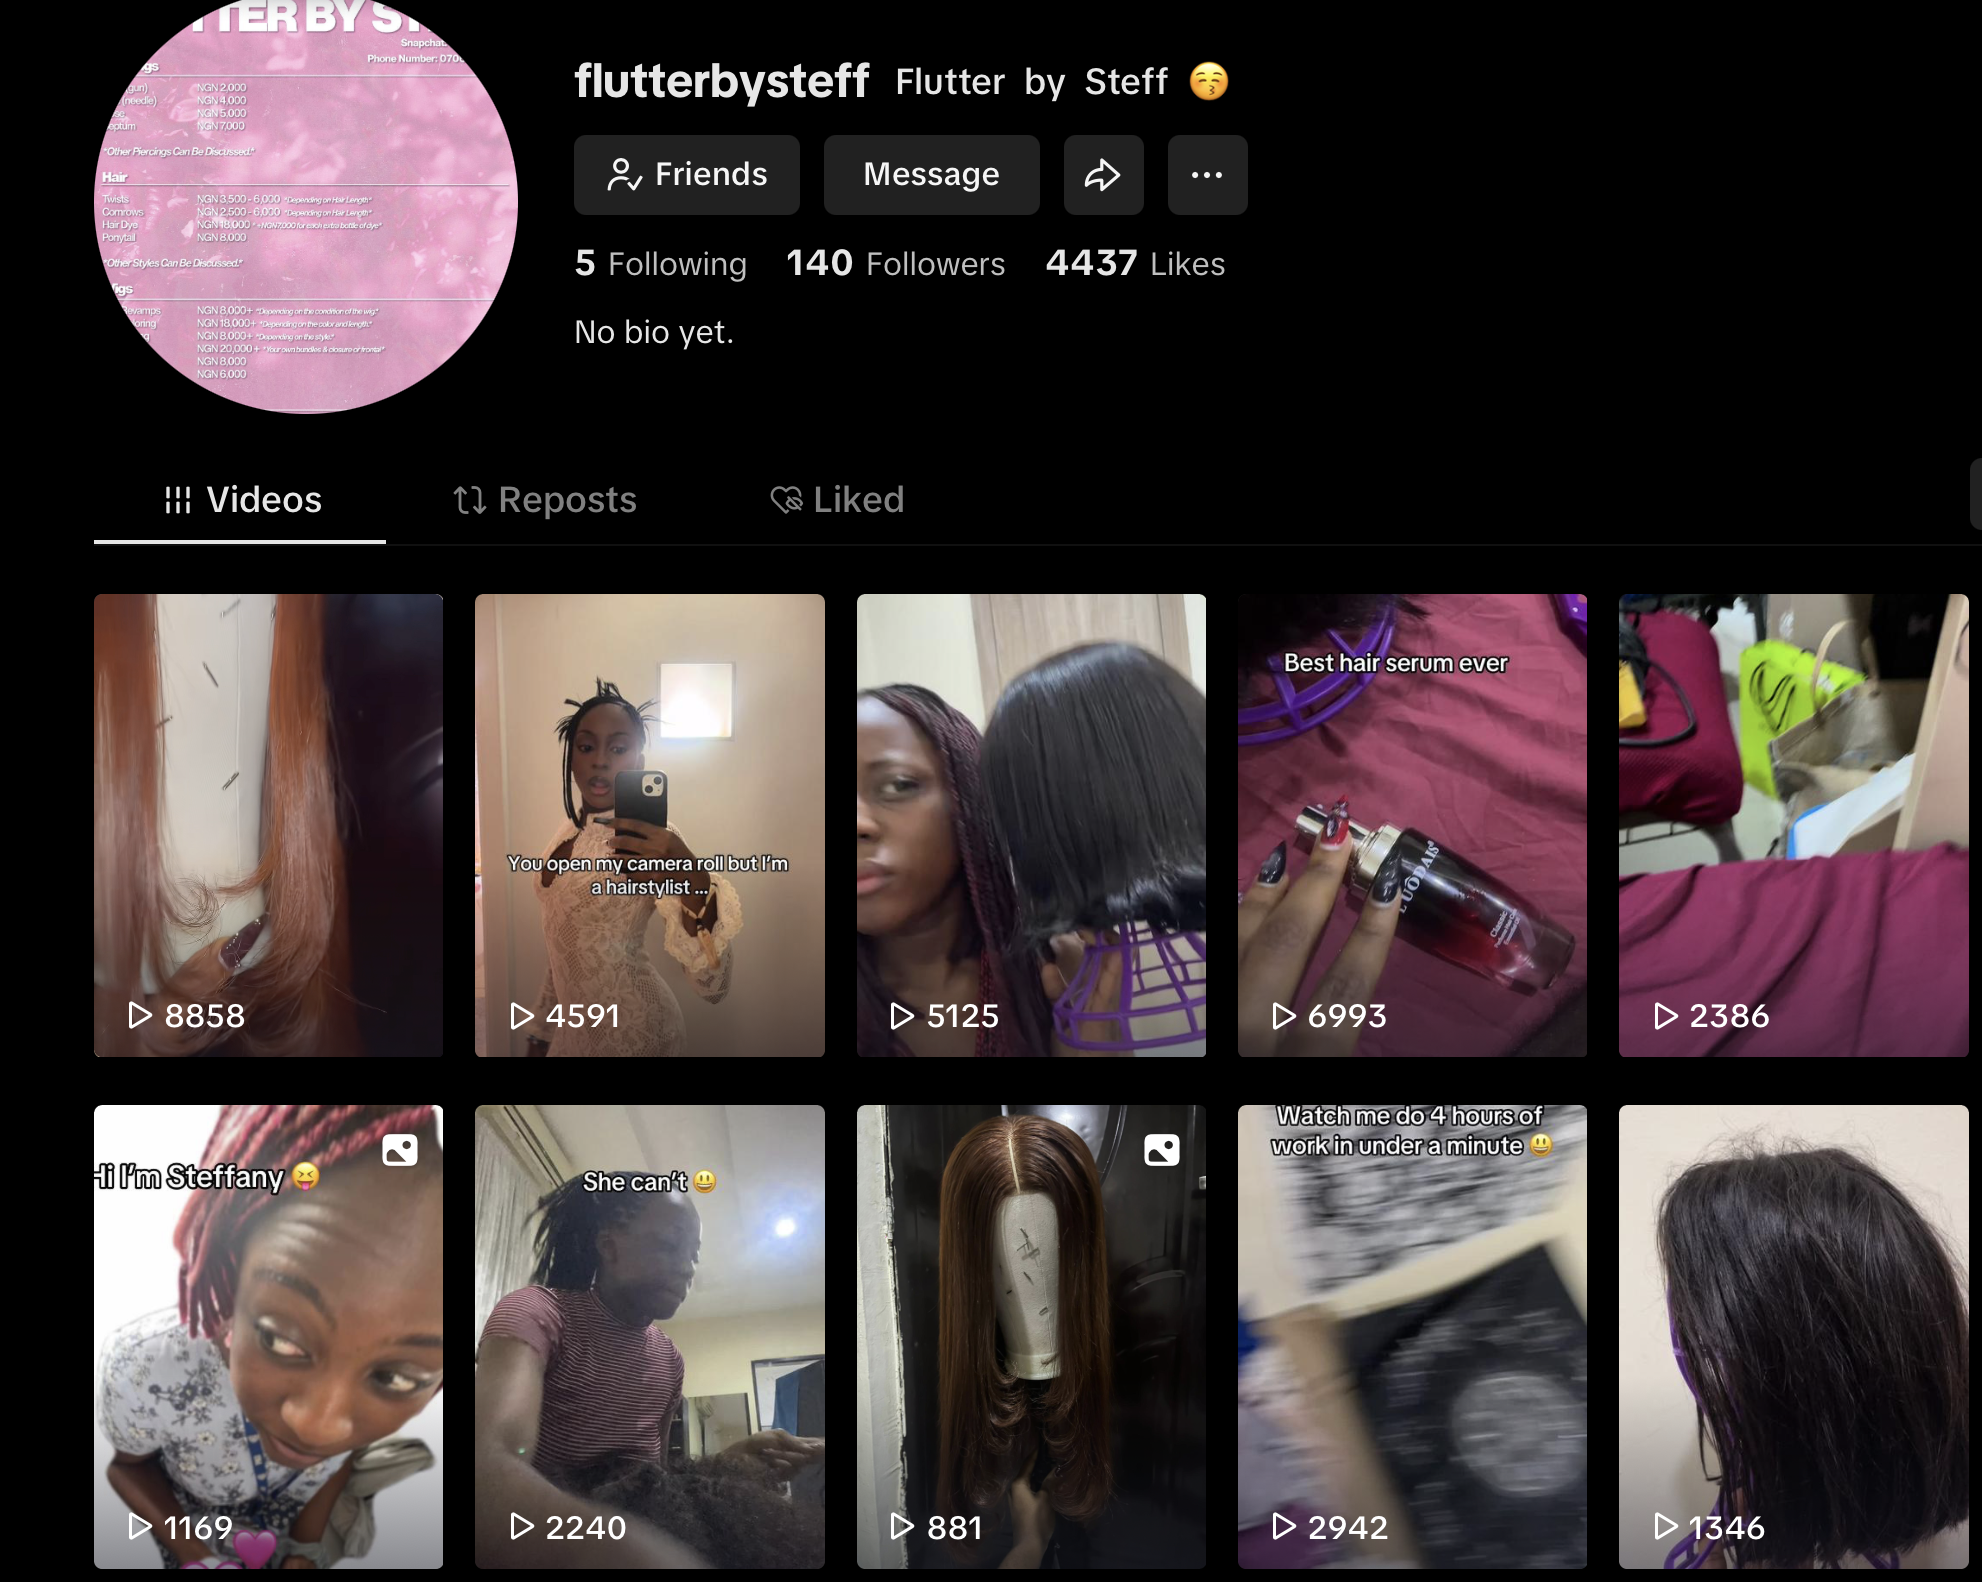 TTER BY ST
Snapchat:
Phone Number: 070
gs
(gun) NGN 2,000
(needle) NGN 4,000
NGN 5,000
eptum NGN 7,000
*Other Piercings Can Be Discussed.*
Hair
Twists NGN 3,500 - 6,000 *Depending on Hair Length*
Cornrows NGN 2,500 - 6,000 *Depending on Hair Length*
Hair Dye NGN 18,000 *+NGN7,000 for each extra bottle of dye*
Ponytail NGN 8,000
*Other Styles Can Be Discussed.*
igs
Revamps NGN 8,000+ *Depending on the condition of the wig.*
oring NGN 18,000+ *Depending on the color and length.*
g NGN 8,000+ *Depending on the style.*
NGN 20,000+ *Your own bundles & closure or frontal*
NGN 8,000
NGN 6,000
flutterbysteff Flutter by Steff 😚
Friends Message
5 Following 140 Followers 4437 Likes
No bio yet.
Videos Reposts Liked
8858
You open my camera roll but I'm
a hairstylist ...
4591
5125
Best hair serum ever
L'UÔDAIS
Classic
6993
2386
Hi I'm Steffany 😝
1169
She can't 😃
2240
881
Watch me do 4 hours of
work in under a minute 😃
2942
1346